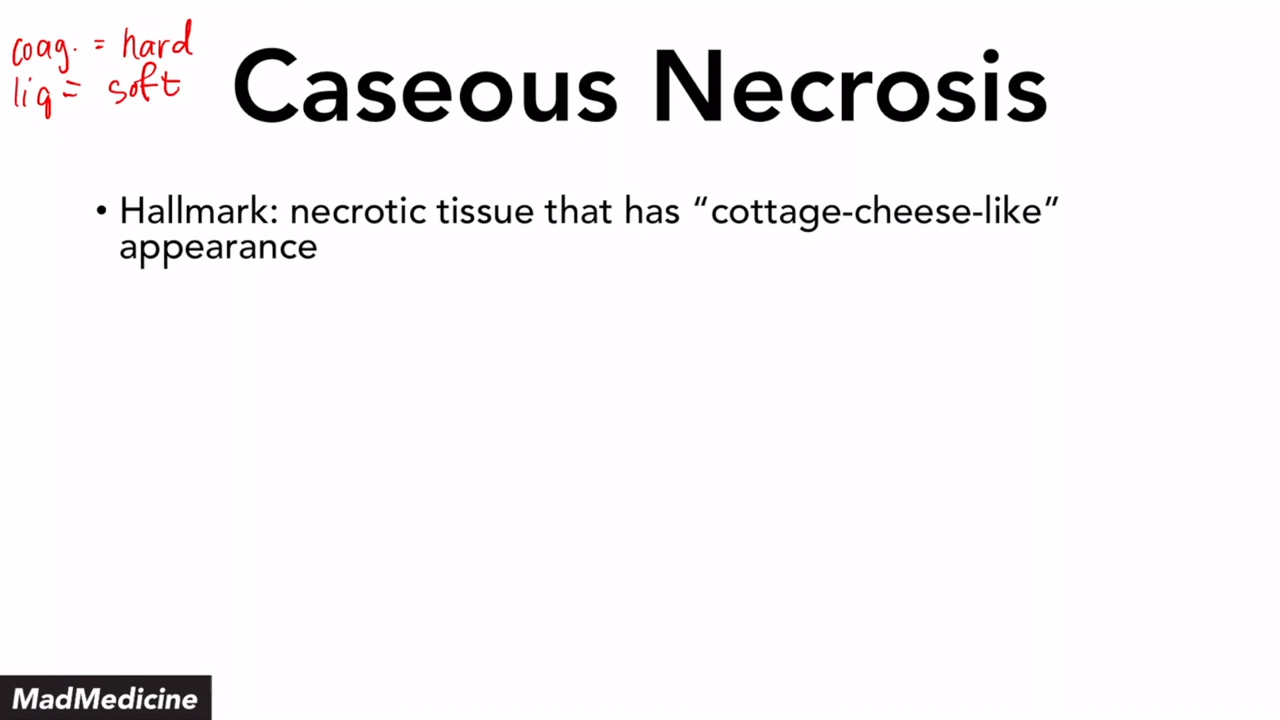 coag. = hard
liq = soft
Caseous Necrosis
• Hallmark: necrotic tissue that has “cottage-cheese-like”
appearance
MadMedicine